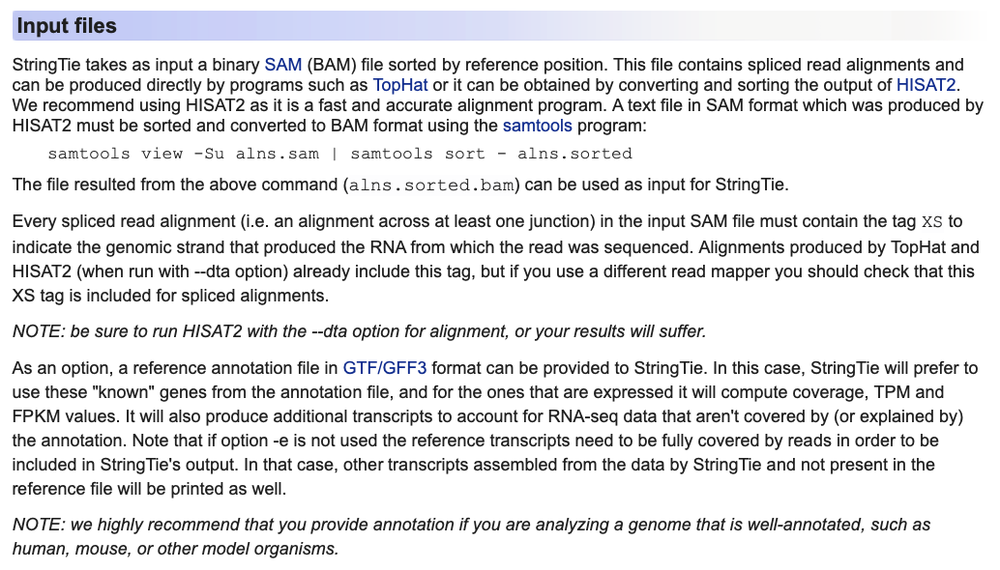 Input files
StringTie takes as input a binary SAM (BAM) file sorted by reference position. This file contains spliced read alignments and
can be produced directly by programs such as TopHat or it can be obtained by converting and sorting the output of HISAT2.
We recommend using HISAT2 as it is a fast and accurate alignment program. A text file in SAM format which was produced by
HISAT2 must be sorted and converted to BAM format using the samtools program:
samtools view -Su alns.sam | samtools sort - alns.sorted
The file resulted from the above command (alns.sorted.bam) can be used as input for StringTie.
Every spliced read alignment (i.e. an alignment across at least one junction) in the input SAM file must contain the tag XS to
indicate the genomic strand that produced the RNA from which the read was sequenced. Alignments produced by TopHat and
HISAT2 (when run with --dta option) already include this tag, but if you use a different read mapper you should check that this
XS tag is included for spliced alignments.
NOTE: be sure to run HISAT2 with the --dta option for alignment, or your results will suffer.
As an option, a reference annotation file in GTF/GFF3 format can be provided to StringTie. In this case, StringTie will prefer to
use these "known" genes from the annotation file, and for the ones that are expressed it will compute coverage, TPM and
FPKM values. It will also produce additional transcripts to account for RNA-seq data that aren't covered by (or explained by)
the annotation. Note that if option -e is not used the reference transcripts need to be fully covered by reads in order to be
included in StringTie's output. In that case, other transcripts assembled from the data by StringTie and not present in the
reference file will be printed as well.
NOTE: we highly recommend that you provide annotation if you are analyzing a genome that is well-annotated, such as
human, mouse, or other model organisms.